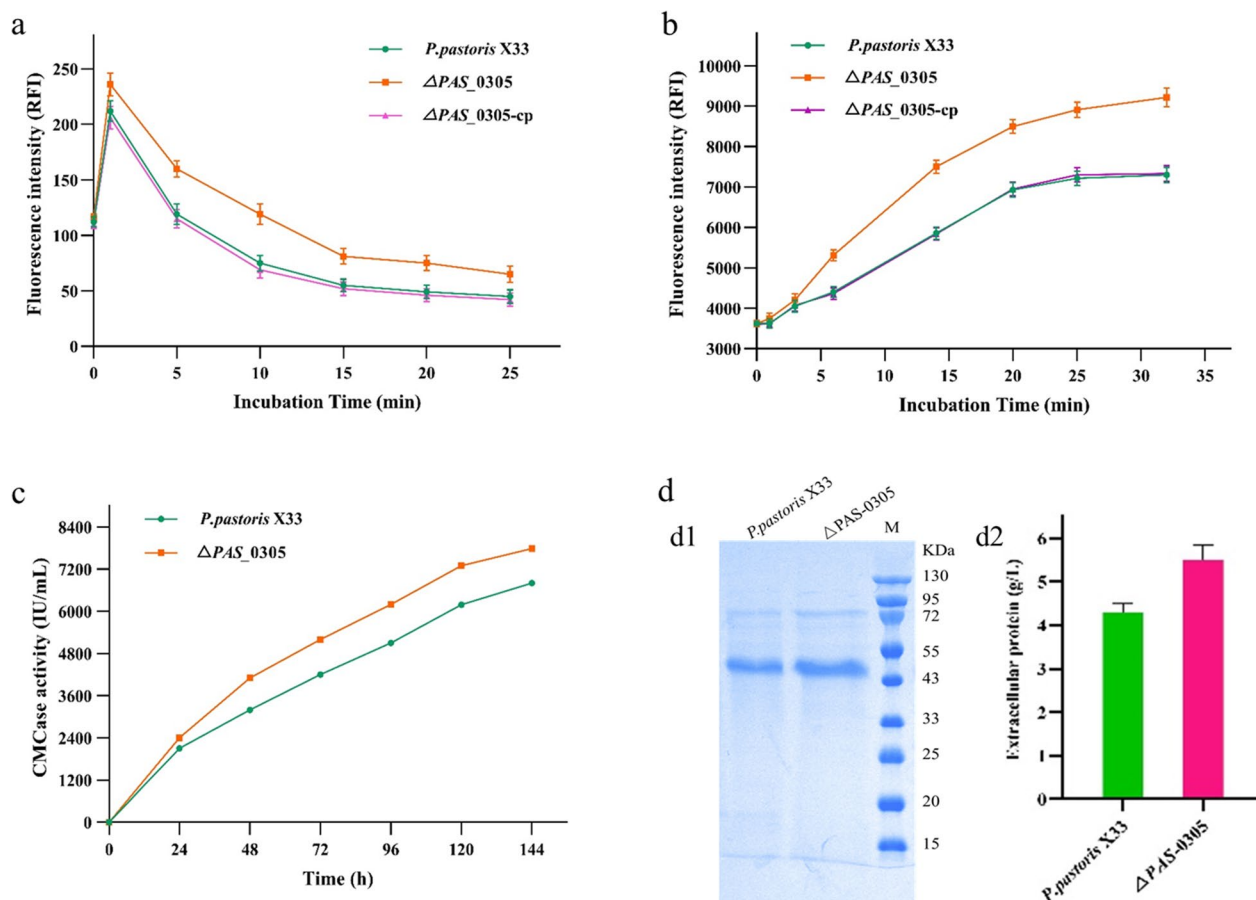 a
P.pastoris X33
△PAS_0305
△PAS_0305-cp
Fluorescence intensity (RFI)
250
200
150
100
50
0
0 5 10 15 20 25
Incubation Time (min)
b
P.pastoris X33
△PAS_0305
△PAS_0305-cp
Fluorescence intensity (RFI)
10000
9000
8000
7000
6000
5000
4000
3000
0 5 10 15 20 25 30 35
Incubation Time (min)
c
P.pastoris X33
△PAS_0305
CMCase activity (IU/mL)
8400
7200
6000
4800
3600
2400
1200
0
0 24 48 72 96 120 144
Time (h)
d
d1
P.pastoris X33
△PAS-0305
M
KDa
130
95
72
55
43
33
25
20
15
d2
Extracellular protein (g/L)
6
5
4
3
2
1
0
P.pastoris X33
△PAS-0305